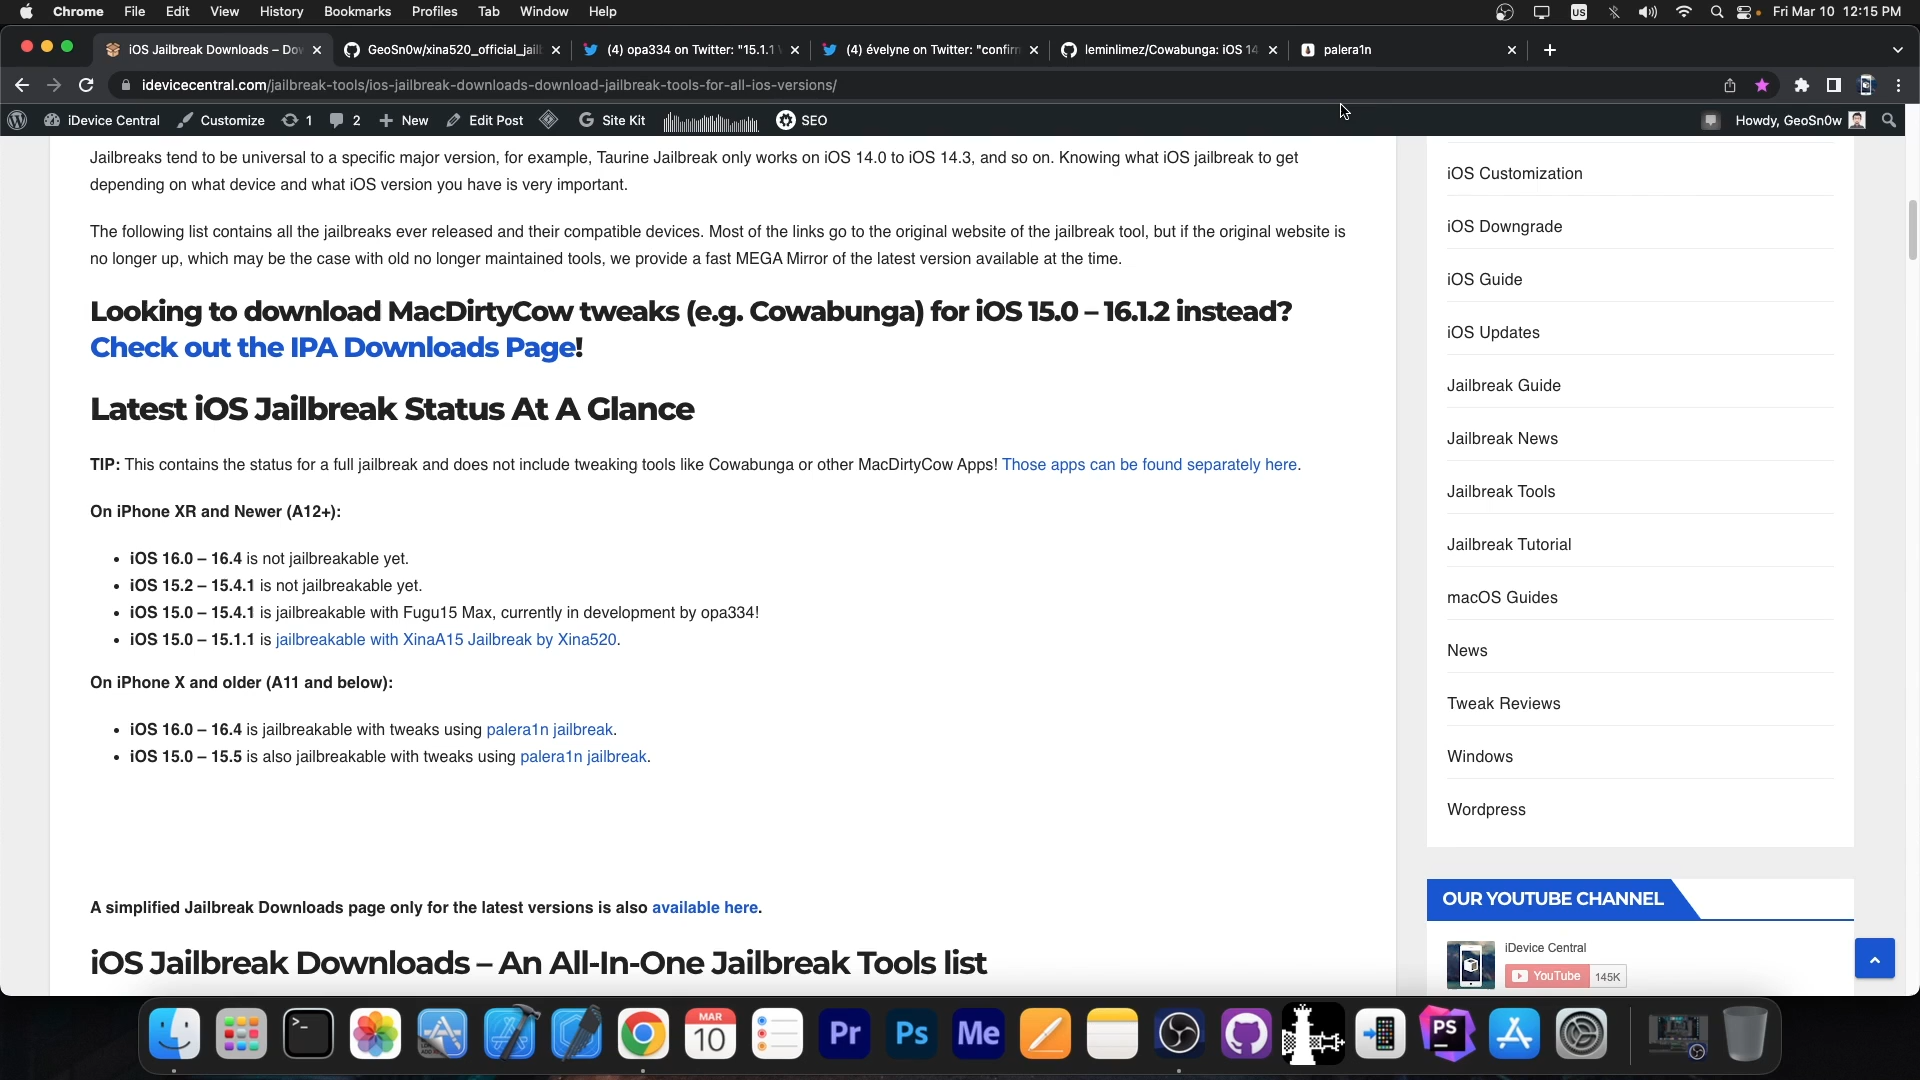 Chrome File Edit View History Bookmarks Profiles Tab Window Help US Fri Mar 10 12:15 PM
iOS Jailbreak Downloads – Dow GeoSn0w/xina520_official_jailb (4) opa334 on Twitter: "15.1.1 (4) évelyne on Twitter: "confirm leminlimez/Cowabunga: iOS 14 palera1n
idevicecentral.com/jailbreak-tools/ios-jailbreak-downloads-download-jailbreak-tools-for-all-ios-versions/
iDevice Central Customize 1 2 New Edit Post Site Kit SEO Howdy, GeoSn0w
Jailbreaks tend to be universal to a specific major version, for example, Taurine Jailbreak only works on iOS 14.0 to iOS 14.3, and so on. Knowing what iOS jailbreak to get
depending on what device and what iOS version you have is very important.
The following list contains all the jailbreaks ever released and their compatible devices. Most of the links go to the original website of the jailbreak tool, but if the original website is
no longer up, which may be the case with old no longer maintained tools, we provide a fast MEGA Mirror of the latest version available at the time.
Looking to download MacDirtyCow tweaks (e.g. Cowabunga) for iOS 15.0 – 16.1.2 instead?
Check out the IPA Downloads Page!
Latest iOS Jailbreak Status At A Glance
TIP: This contains the status for a full jailbreak and does not include tweaking tools like Cowabunga or other MacDirtyCow Apps! Those apps can be found separately here.
On iPhone XR and Newer (A12+):
• iOS 16.0 – 16.4 is not jailbreakable yet.
• iOS 15.2 – 15.4.1 is not jailbreakable yet.
• iOS 15.0 – 15.4.1 is jailbreakable with Fugu15 Max, currently in development by opa334!
• iOS 15.0 – 15.1.1 is jailbreakable with XinaA15 Jailbreak by Xina520.
On iPhone X and older (A11 and below):
• iOS 16.0 – 16.4 is jailbreakable with tweaks using palera1n jailbreak.
• iOS 15.0 – 15.5 is also jailbreakable with tweaks using palera1n jailbreak.
A simplified Jailbreak Downloads page only for the latest versions is also available here.
iOS Jailbreak Downloads – An All-In-One Jailbreak Tools list
iOS Customization
iOS Downgrade
iOS Guide
iOS Updates
Jailbreak Guide
Jailbreak News
Jailbreak Tools
Jailbreak Tutorial
macOS Guides
News
Tweak Reviews
Windows
Wordpress
OUR YOUTUBE CHANNEL
iDevice Central
YouTube 145K
MAR
10
Pr
Ps
Me
PS